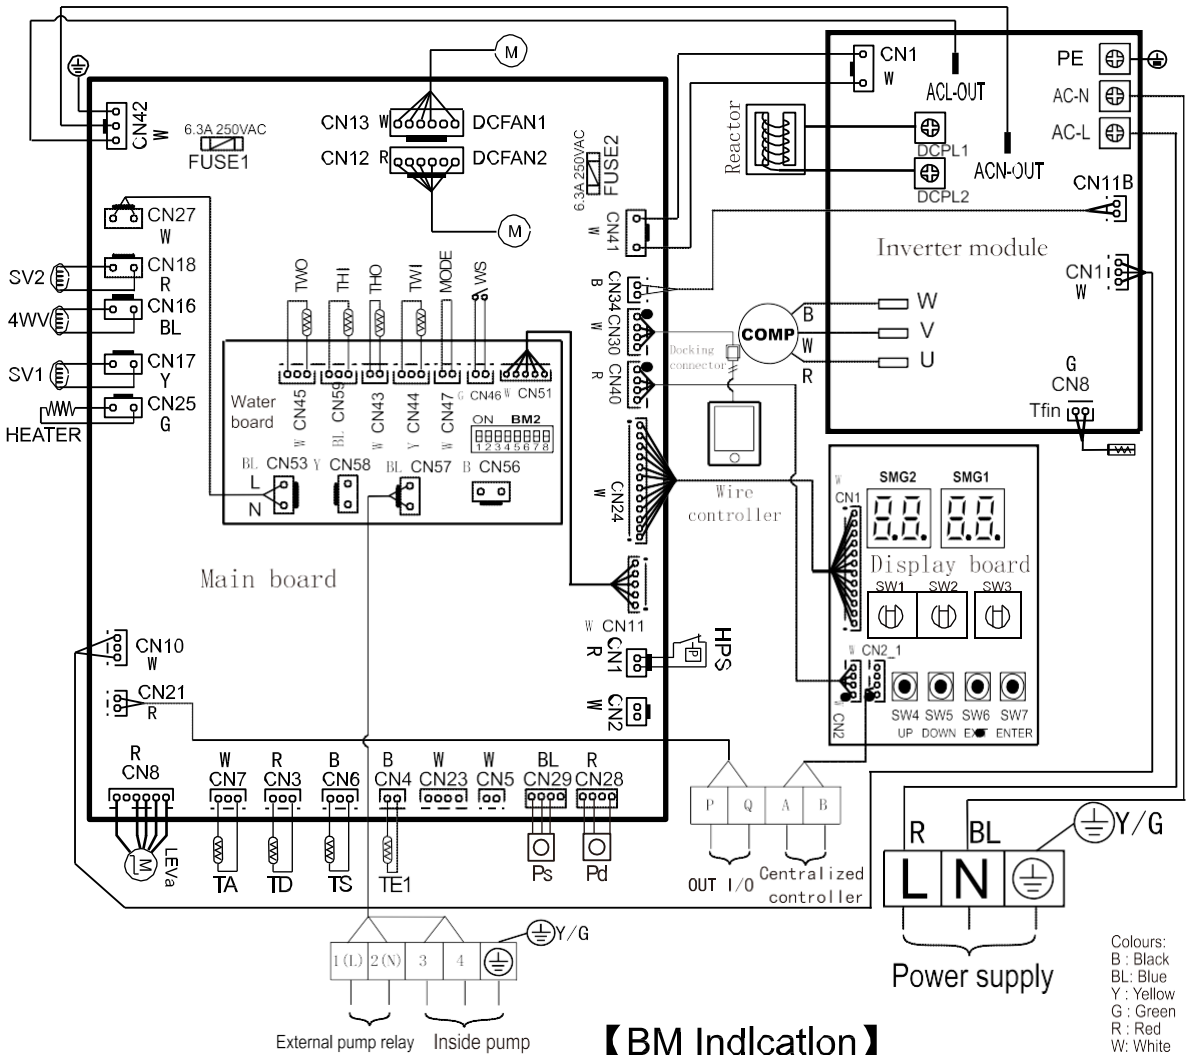 M
CN42
W
6.3A 250VAC
FUSE1
CN13 W
DCFAN1
CN12 R
DCFAN2
6.3A 250VAC
FUSE2
M
CN1
W
ACL-OUT
ACN-OUT
PE
AC-N
AC-L
Reactor
DCPL1
DCPL2
CN11B
Inverter module
CN11
W
W
V
U
COMP
B
W
R
G
CN8
Tfin
CN27
W
SV2
CN18
R
4WV
CN16
BL
SV1
CN17
Y
CN25
G
HEATER
CN41
W
B
CN34
W
CN30
R
CN40
Docking
connector
Wire
controller
W
CN24
TWO
THI
THO
TWI
MODE
WS
Water
board
W CN45
BL CN59
W CN43
Y CN44
W CN47
G CN46
W CN51
ON BM2
1 2 3 4 5 6 7 8
BL CN53
L
N
Y CN58
BL CN57
B CN56
Main board
W CN11
CN1
R
HPS
P
CN2
W
W
CN1
SMG2
SMG1
8.8.
8.8.
Display board
SW1
SW2
SW3
W CN2_1
W
CN2
SW4 SW5 SW6 SW7
UP DOWN EXIT ENTER
CN10
W
CN21
R
R
CN8
W
CN7
R
CN3
B
CN6
B
CN4
W
CN23
W
CN5
BL
CN29
R
CN28
M
LEVa
TA
TD
TS
TE1
Ps
Pd
P Q A B
OUT I/O
Centralized
controller
R
BL
Y/G
L N
Power supply
Y/G
1(L) 2(N) 3 4
External pump relay
Inside pump
Colours:
B : Black
BL: Blue
Y : Yellow
G : Green
R : Red
W: White
【BM Indication】